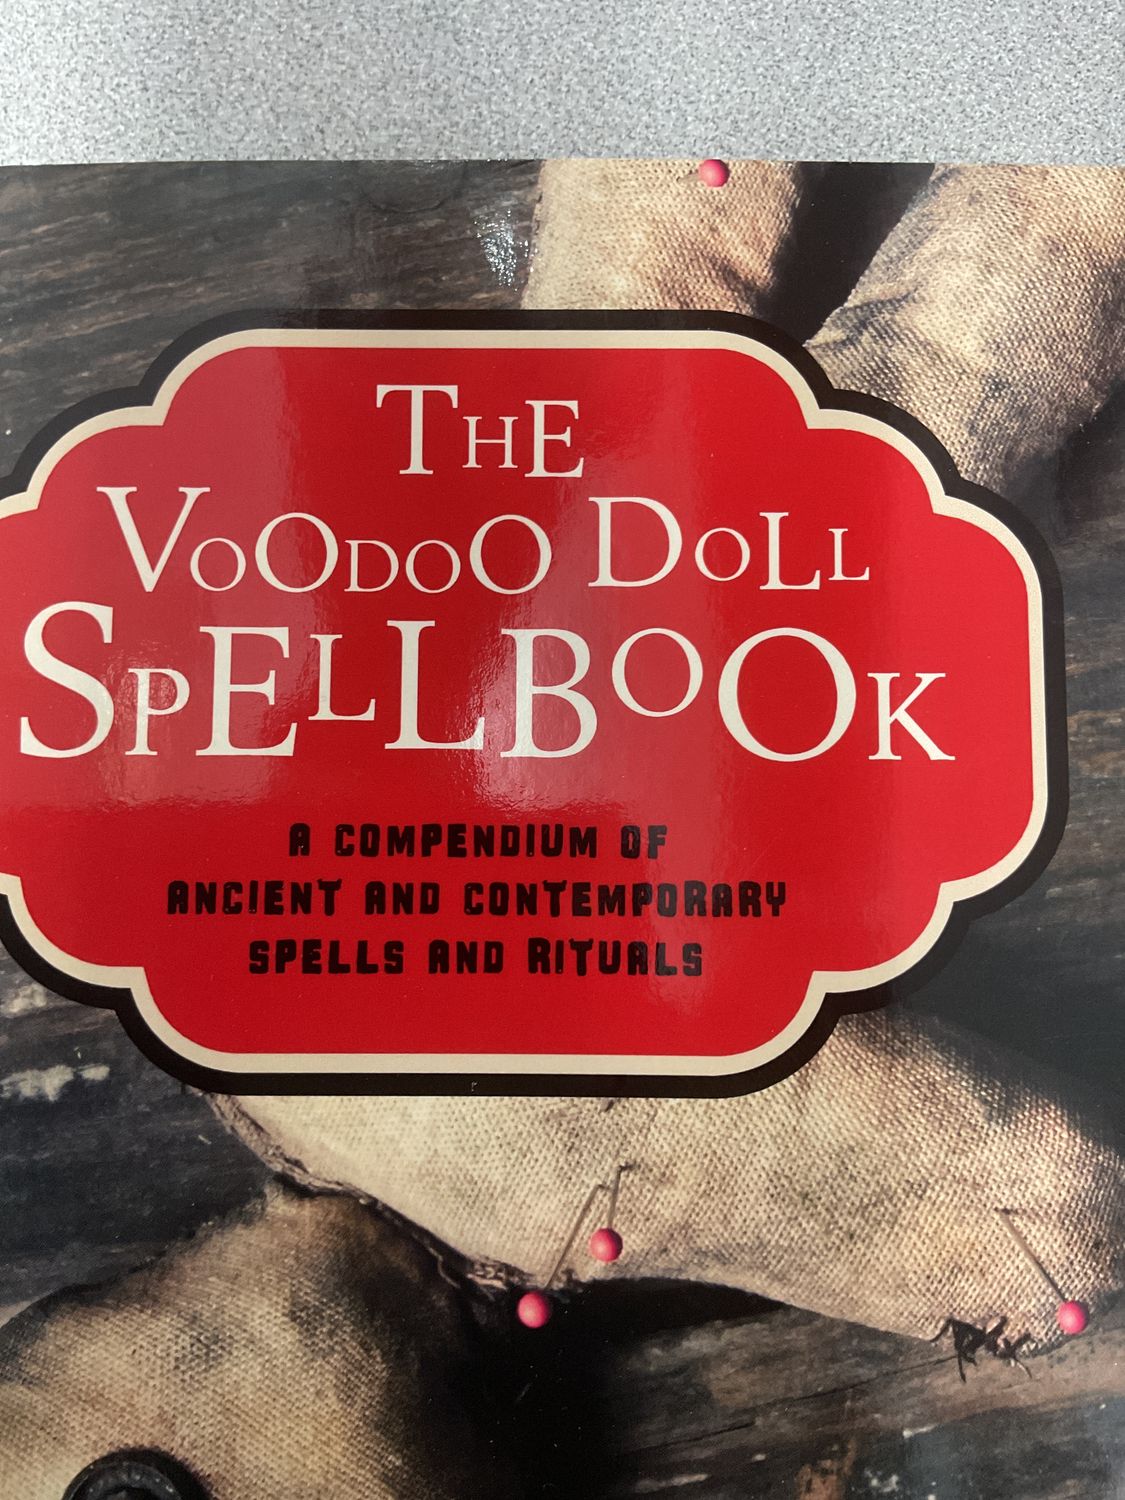 THE
VOODOO DOLL
SPELLBOOK
A COMPENDIUM OF
ANCIENT AND CONTEMPORARY
SPELLS AND RITUALS